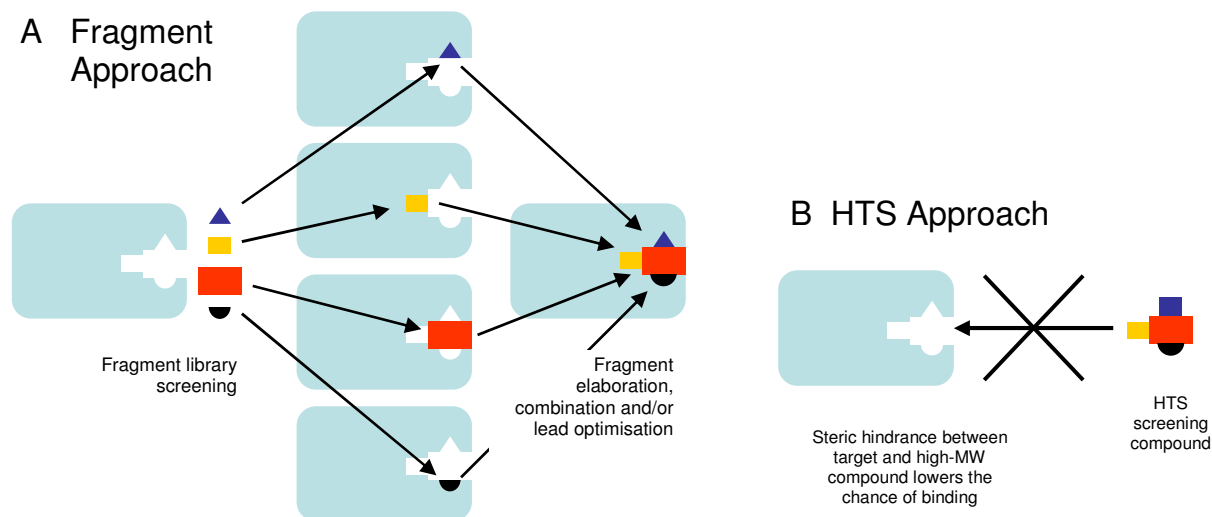 A Fragment
Approach
Fragment library
screening
Fragment
elaboration,
combination and/or
lead optimisation
B HTS Approach
Steric hindrance between
target and high-MW
compound lowers the
chance of binding
HTS
screening
compound